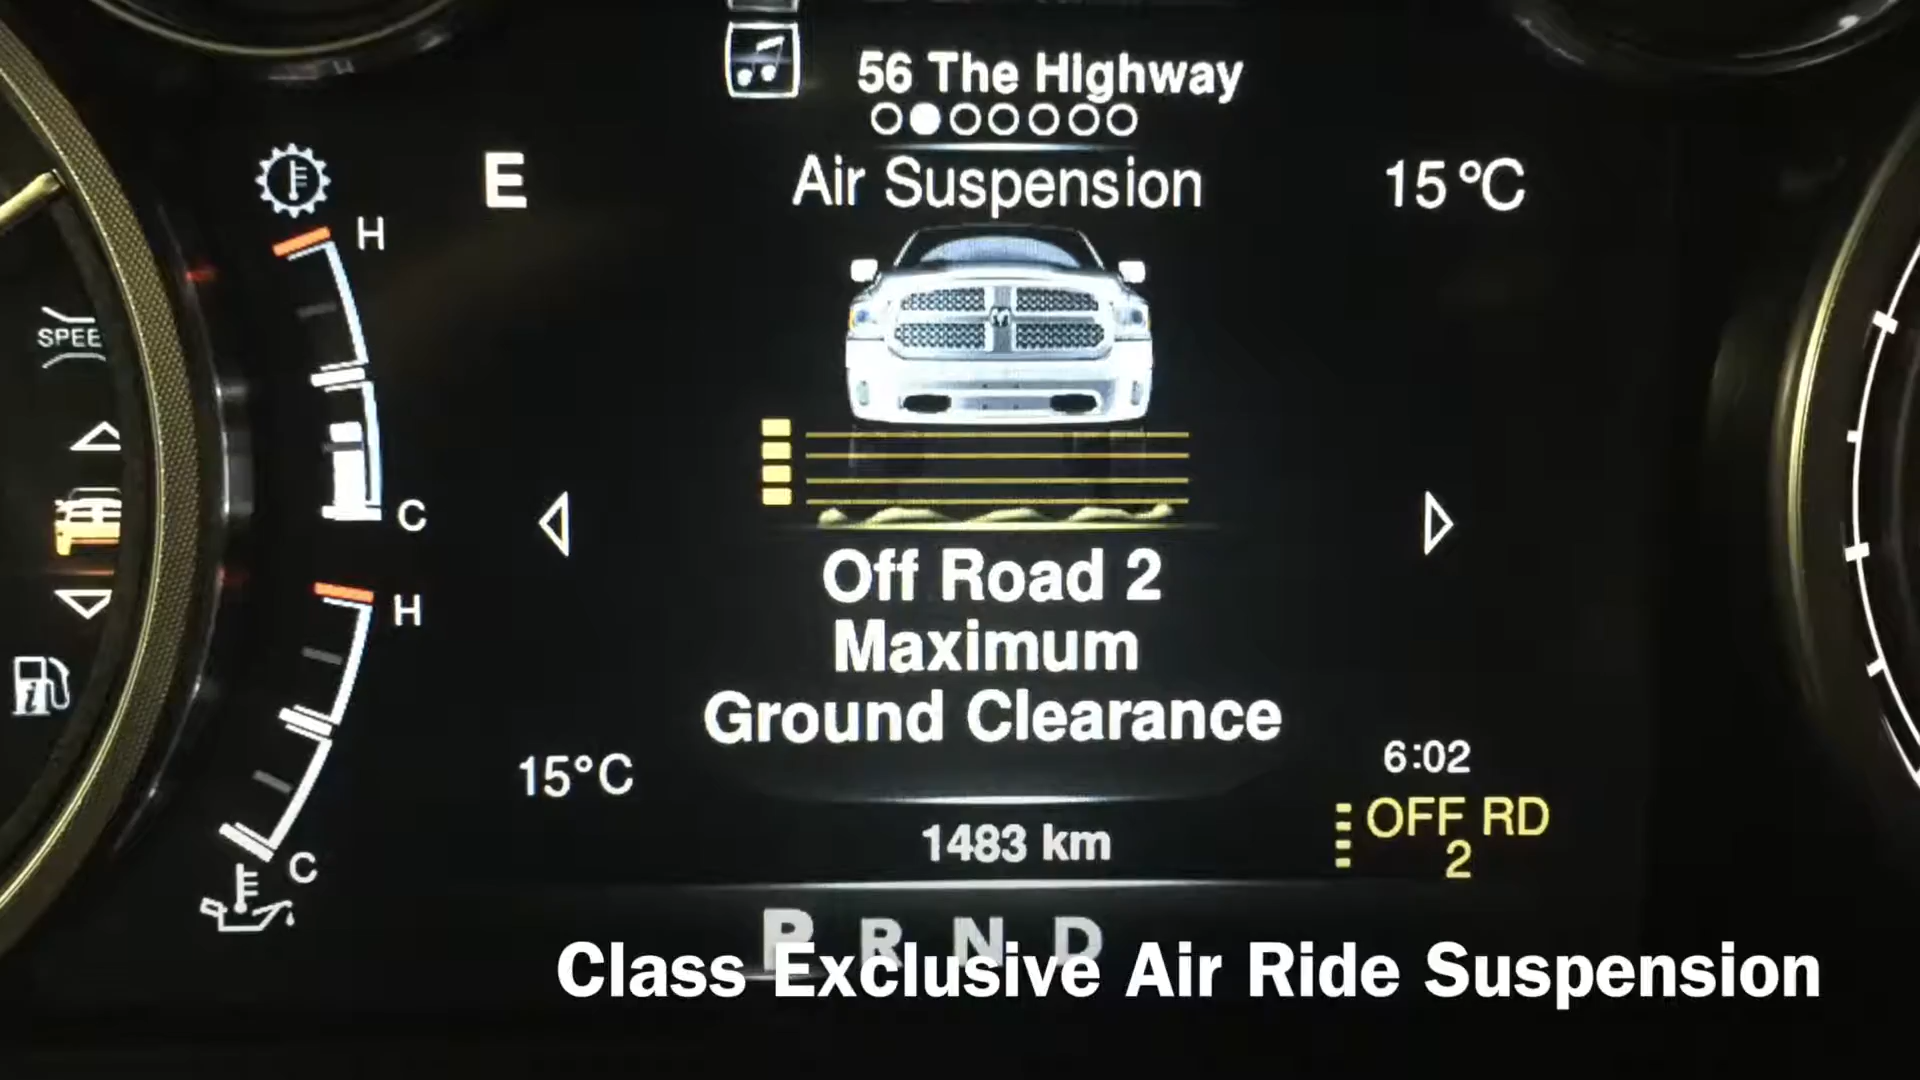 56 The Highway
Air Suspension
E
15°C
H
SPEE
C
Off Road 2
H
Maximum
Ground Clearance
6:02
15°C
OFF RD
2
1483 km
C
P R N D
Class Exclusive Air Ride Suspension